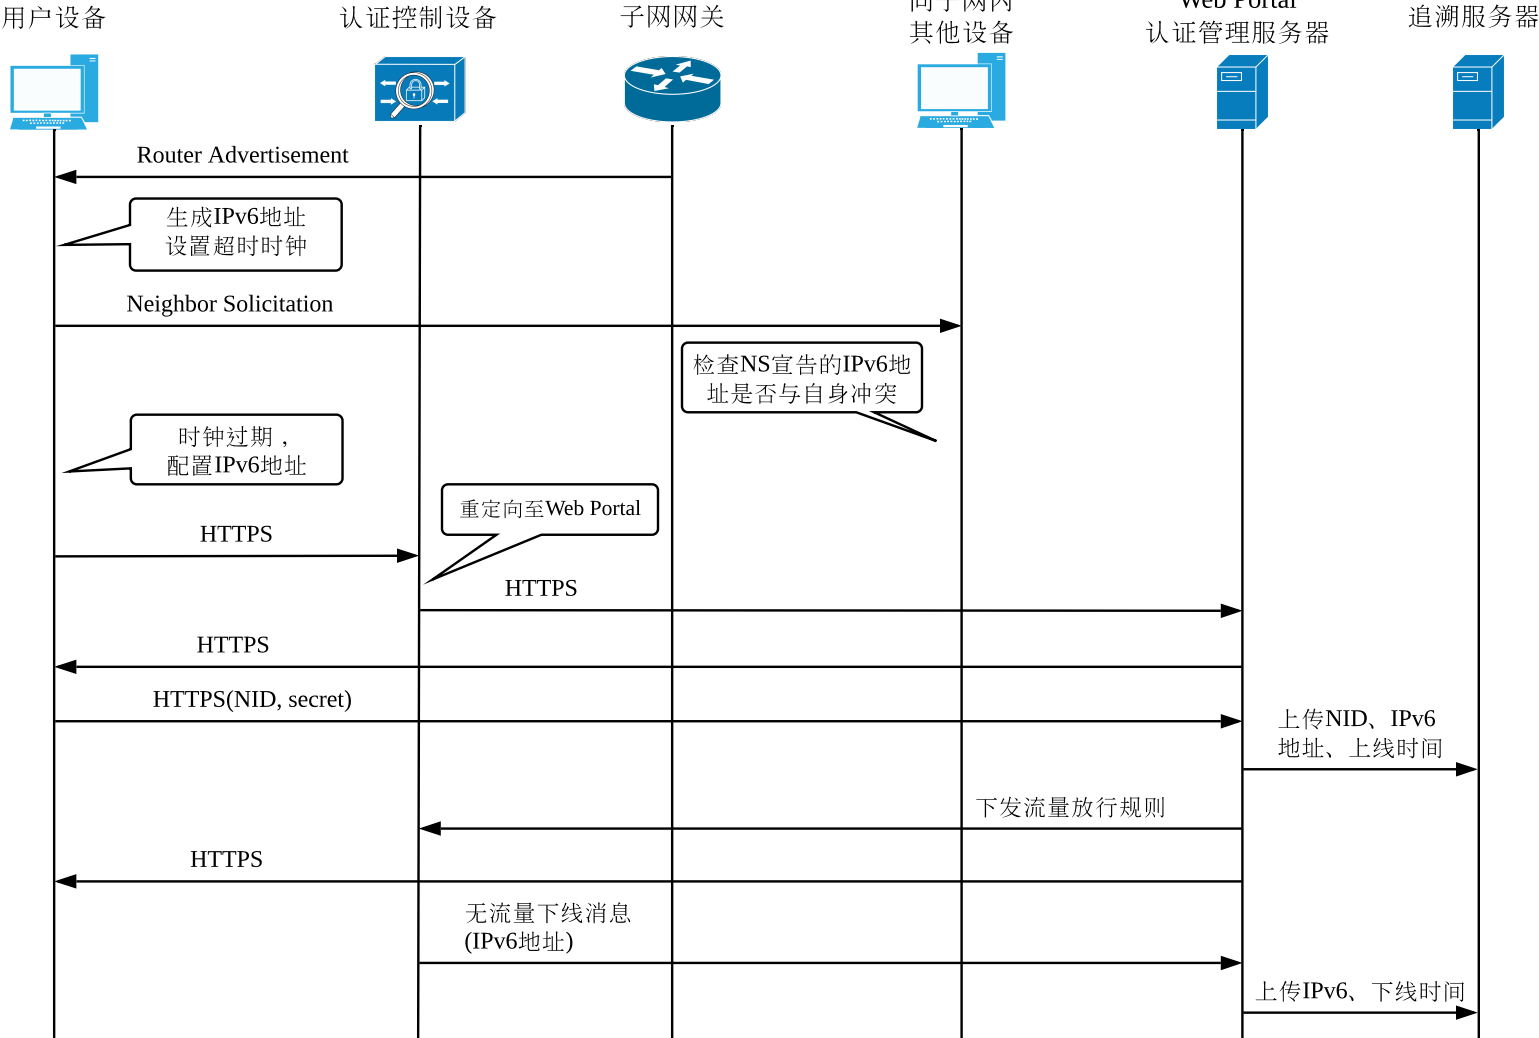 用户设备
认证控制设备
子网网关
同子网内
其他设备
Web Portal
认证管理服务器
追溯服务器
Router Advertisement
生成IPv6地址
设置超时时钟
Neighbor Solicitation
检查NS宣告的IPv6地
址是否与自身冲突
时钟过期，
配置IPv6地址
重定向至Web Portal
HTTPS
HTTPS
HTTPS
HTTPS(NID, secret)
上传NID、IPv6
地址、上线时间
下发流量放行规则
HTTPS
无流量下线消息
(IPv6地址)
上传IPv6、下线时间